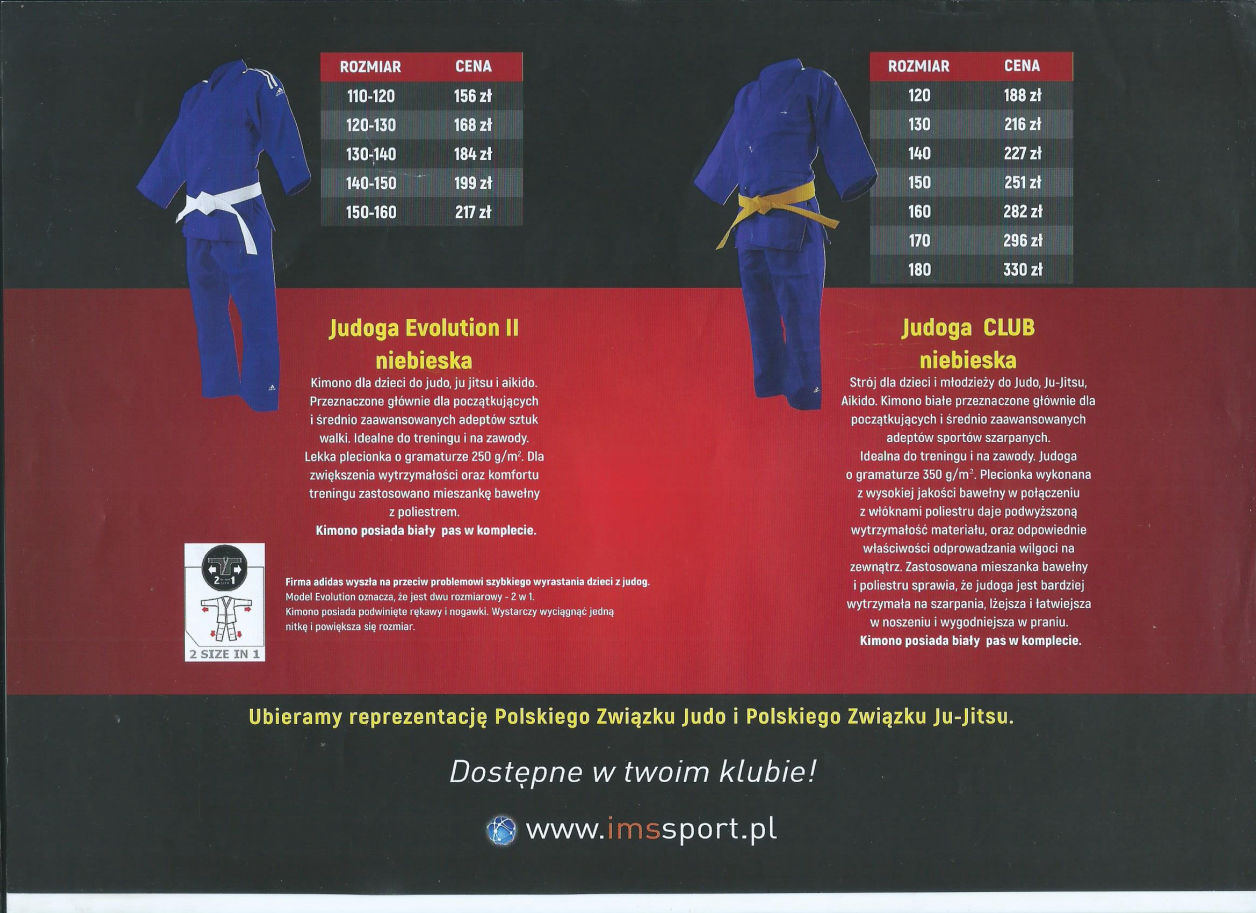 ROZMIAR CENA
110-120 156 zł
120-130 168 zł
130-140 184 zł
140-150 199 zł
150-160 217 zł
ROZMIAR CENA
120 188 zł
130 216 zł
140 227 zł
150 251 zł
160 282 zł
170 296 zł
180 330 zł
Judoga Evolution II
niebieska
Kimono dla dzieci do judo, ju jitsu i aikido.
Przeznaczone głównie dla początkujących
i średnio zaawansowanych adeptów sztuk
walki. Idealne do treningu i na zawody.
Lekka plecionka o gramaturze 250 g/m². Dla
zwiększenia wytrzymałości oraz komfortu
treningu zastosowano mieszankę bawełny
z poliestrem.
Kimono posiada biały pas w komplecie.
2 1
2 SIZE IN 1
Firma adidas wyszła na przeciw problemowi szybkiego wyrastania dzieci z judog.
Model Evolution oznacza, że jest dwu rozmiarowy - 2 w 1.
Kimono posiada podwinięte rękawy i nogawki. Wystarczy wyciągnąć jedną
nitkę i powiększa się rozmiar.
Judoga CLUB
niebieska
Strój dla dzieci i młodzieży do Judo, Ju-Jitsu,
Aikido. Kimono białe przeznaczone głównie dla
początkujących i średnio zaawansowanych
adeptów sportów szarpanych.
Idealna do treningu i na zawody. Judoga
o gramaturze 350 g/m². Plecionka wykonana
z wysokiej jakości bawełny w połączeniu
z włóknami poliestru daje podwyższoną
wytrzymałość materiału, oraz odpowiednie
właściwości odprowadzania wilgoci na
zewnątrz. Zastosowana mieszanka bawełny
i poliestru sprawia, że judoga jest bardziej
wytrzymała na szarpania, lżejsza i łatwiejsza
w noszeniu i wygodniejsza w praniu.
Kimono posiada biały pas w komplecie.
Ubieramy reprezentację Polskiego Związku Judo i Polskiego Związku Ju-Jitsu.
Dostępne w twoim klubie!
www.imssport.pl